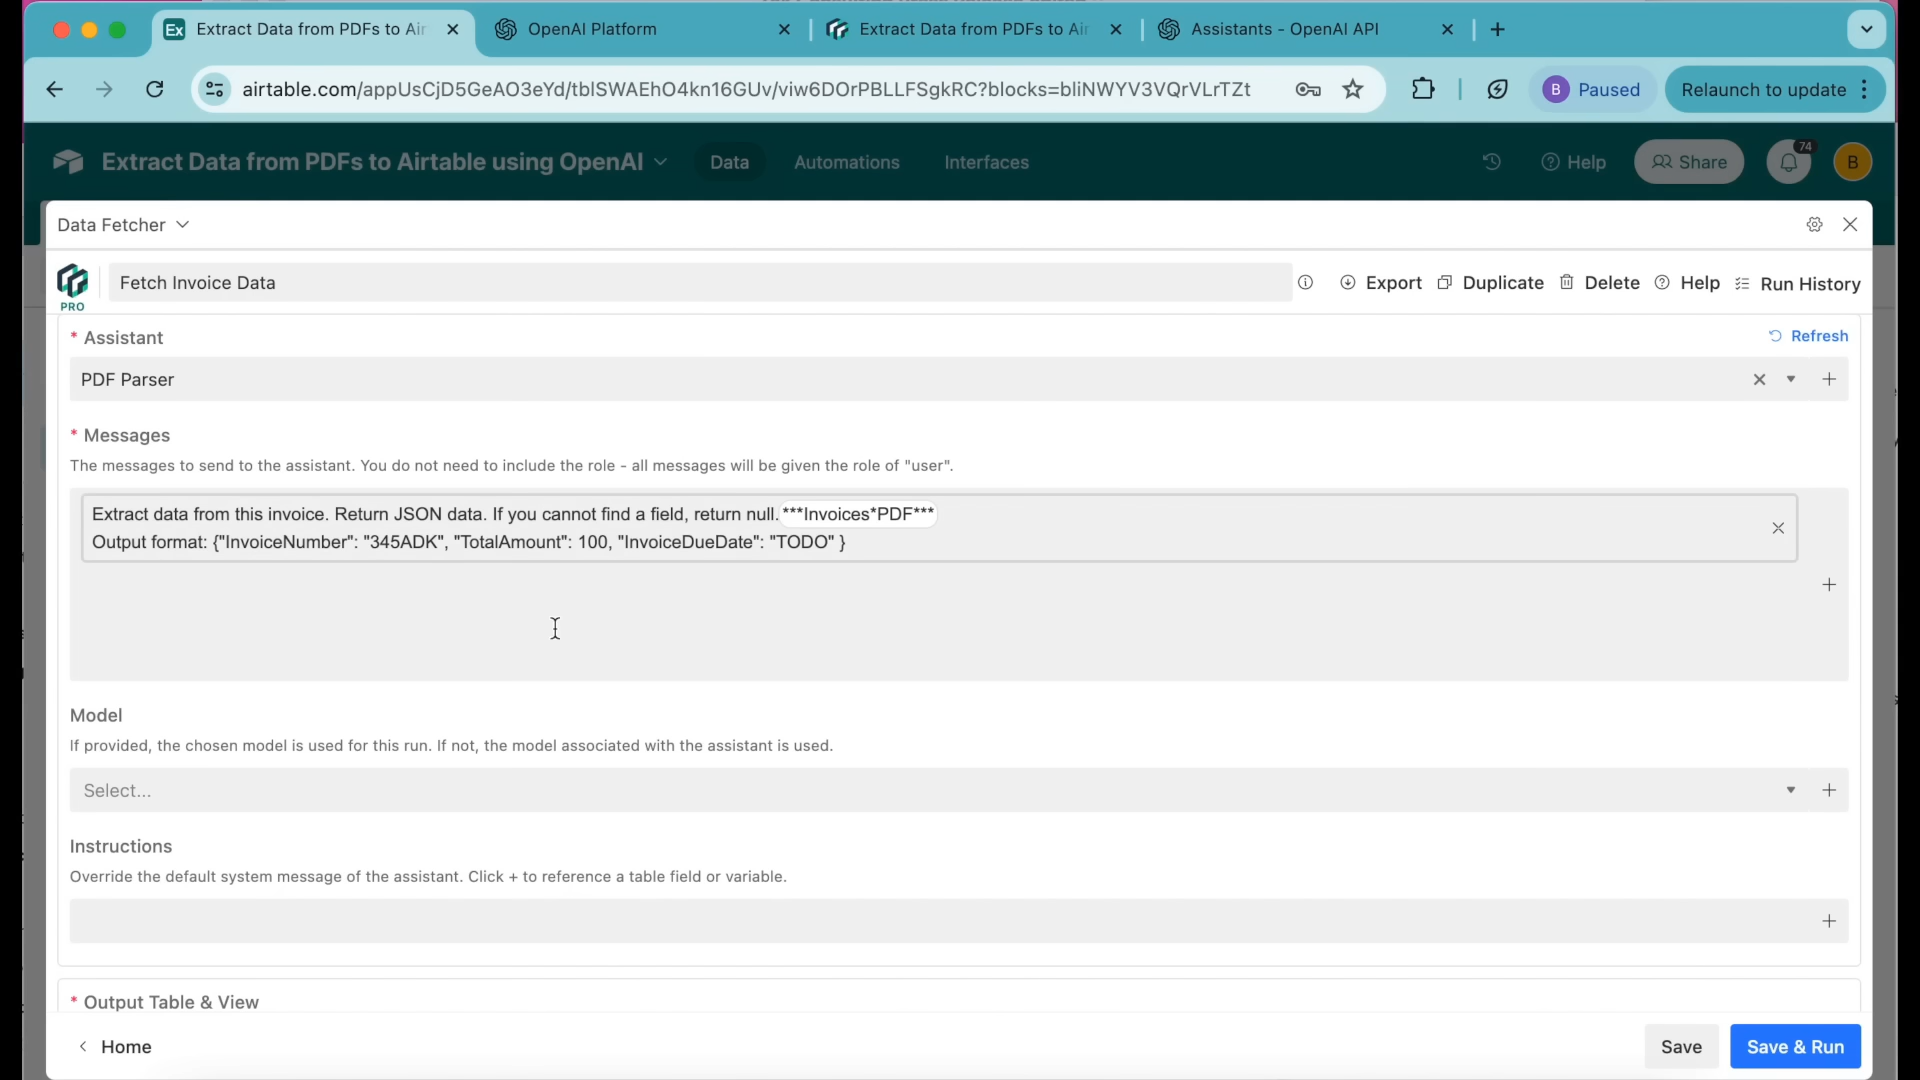 Extract Data from PDFs to Air
OpenAI Platform
Extract Data from PDFs to Air
Assistants - OpenAI API
airtable.com/appUsCjD5GeAO3eYd/tblSWAEhO4kn16GUv/viw6DOrPBLLFSgkRC?blocks=bliNWYV3VQrVLrTZt
B Paused
Relaunch to update
Extract Data from PDFs to Airtable using OpenAI
Data
Automations
Interfaces
Help
Share
74
B
Data Fetcher
PRO
Fetch Invoice Data
Export
Duplicate
Delete
Help
Run History
* Assistant
Refresh
PDF Parser
* Messages
The messages to send to the assistant. You do not need to include the role - all messages will be given the role of "user".
Extract data from this invoice. Return JSON data. If you cannot find a field, return null. ***Invoices*PDF***
Output format: {"InvoiceNumber": "345ADK", "TotalAmount": 100, "InvoiceDueDate": "TODO" }
Model
If provided, the chosen model is used for this run. If not, the model associated with the assistant is used.
Select...
Instructions
Override the default system message of the assistant. Click + to reference a table field or variable.
* Output Table & View
Home
Save
Save & Run